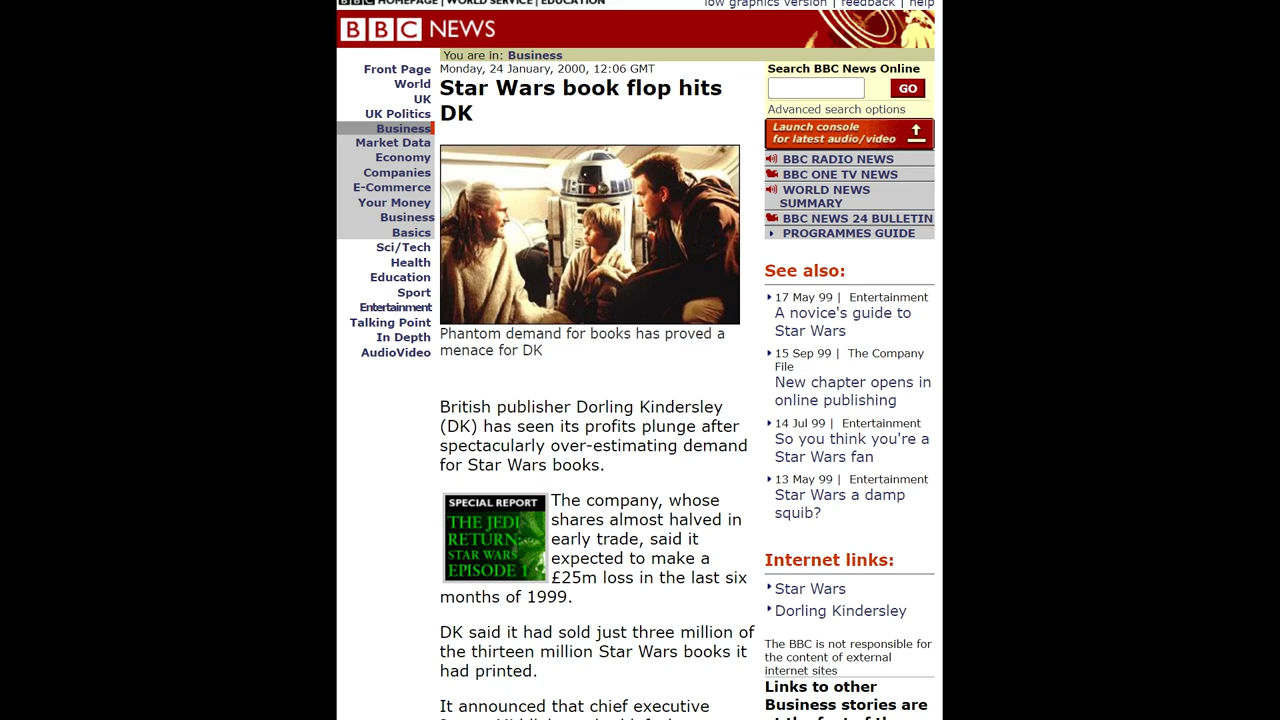 BBC HOMEPAGE | WORLD SERVICE | EDUCATION
low graphics version | feedback | help
BBC NEWS
You are in: Business
Front Page
World
UK
UK Politics
Business
Market Data
Economy
Companies
E-Commerce
Your Money
Business
Basics
Sci/Tech
Health
Education
Sport
Entertainment
Talking Point
In Depth
AudioVideo
Monday, 24 January, 2000, 12:06 GMT
Star Wars book flop hits
DK
Phantom demand for books has proved a
menace for DK
British publisher Dorling Kindersley
(DK) has seen its profits plunge after
spectacularly over-estimating demand
for Star Wars books.
SPECIAL REPORT
THE JEDI
RETURN:
STAR WARS
EPISODE 1
The company, whose
shares almost halved in
early trade, said it
expected to make a
£25m loss in the last six
months of 1999.
DK said it had sold just three million of
the thirteen million Star Wars books it
had printed.
It announced that chief executive
Search BBC News Online
GO
Advanced search options
Launch console
for latest audio/video
BBC RADIO NEWS
BBC ONE TV NEWS
WORLD NEWS
SUMMARY
BBC NEWS 24 BULLETIN
PROGRAMMES GUIDE
See also:
17 May 99 | Entertainment
A novice's guide to
Star Wars
15 Sep 99 | The Company
File
New chapter opens in
online publishing
14 Jul 99 | Entertainment
So you think you're a
Star Wars fan
13 May 99 | Entertainment
Star Wars a damp
squib?
Internet links:
Star Wars
Dorling Kindersley
The BBC is not responsible for
the content of external
internet sites
Links to other
Business stories are